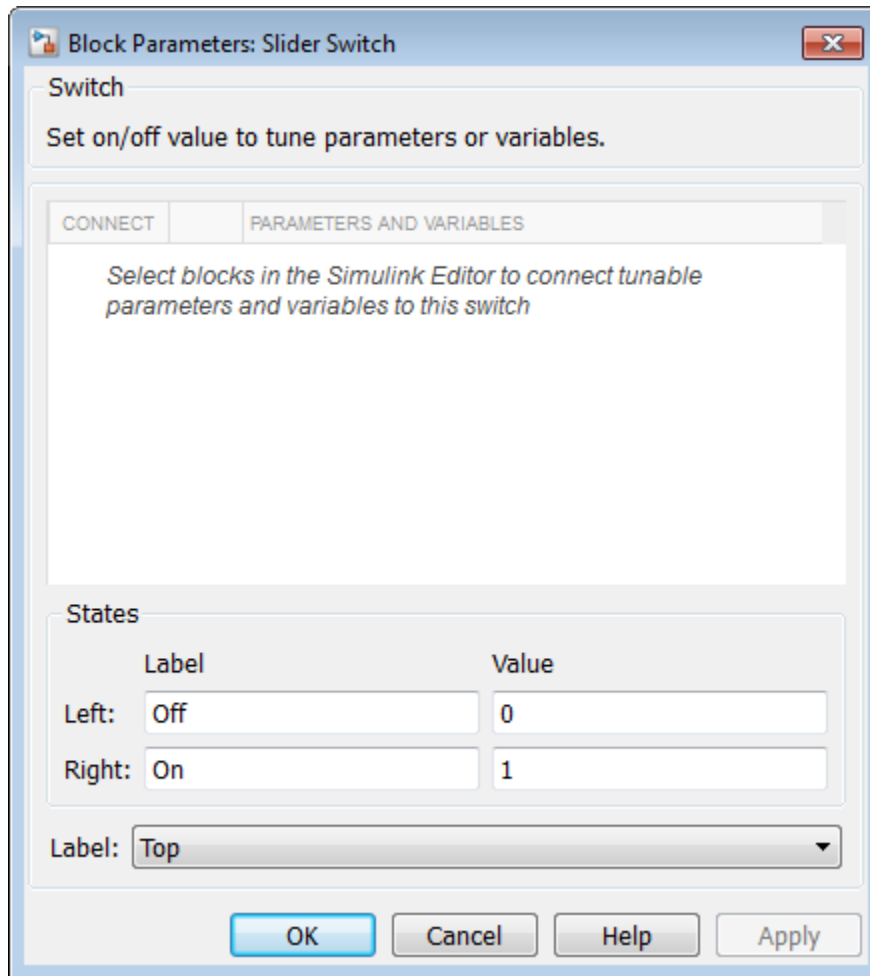 Block Parameters: Slider Switch
Switch
Set on/off value to tune parameters or variables.
CONNECT PARAMETERS AND VARIABLES
Select blocks in the Simulink Editor to connect tunable
parameters and variables to this switch
States
Label Value
Left: Off 0
Right: On 1
Label: Top
OK Cancel Help Apply